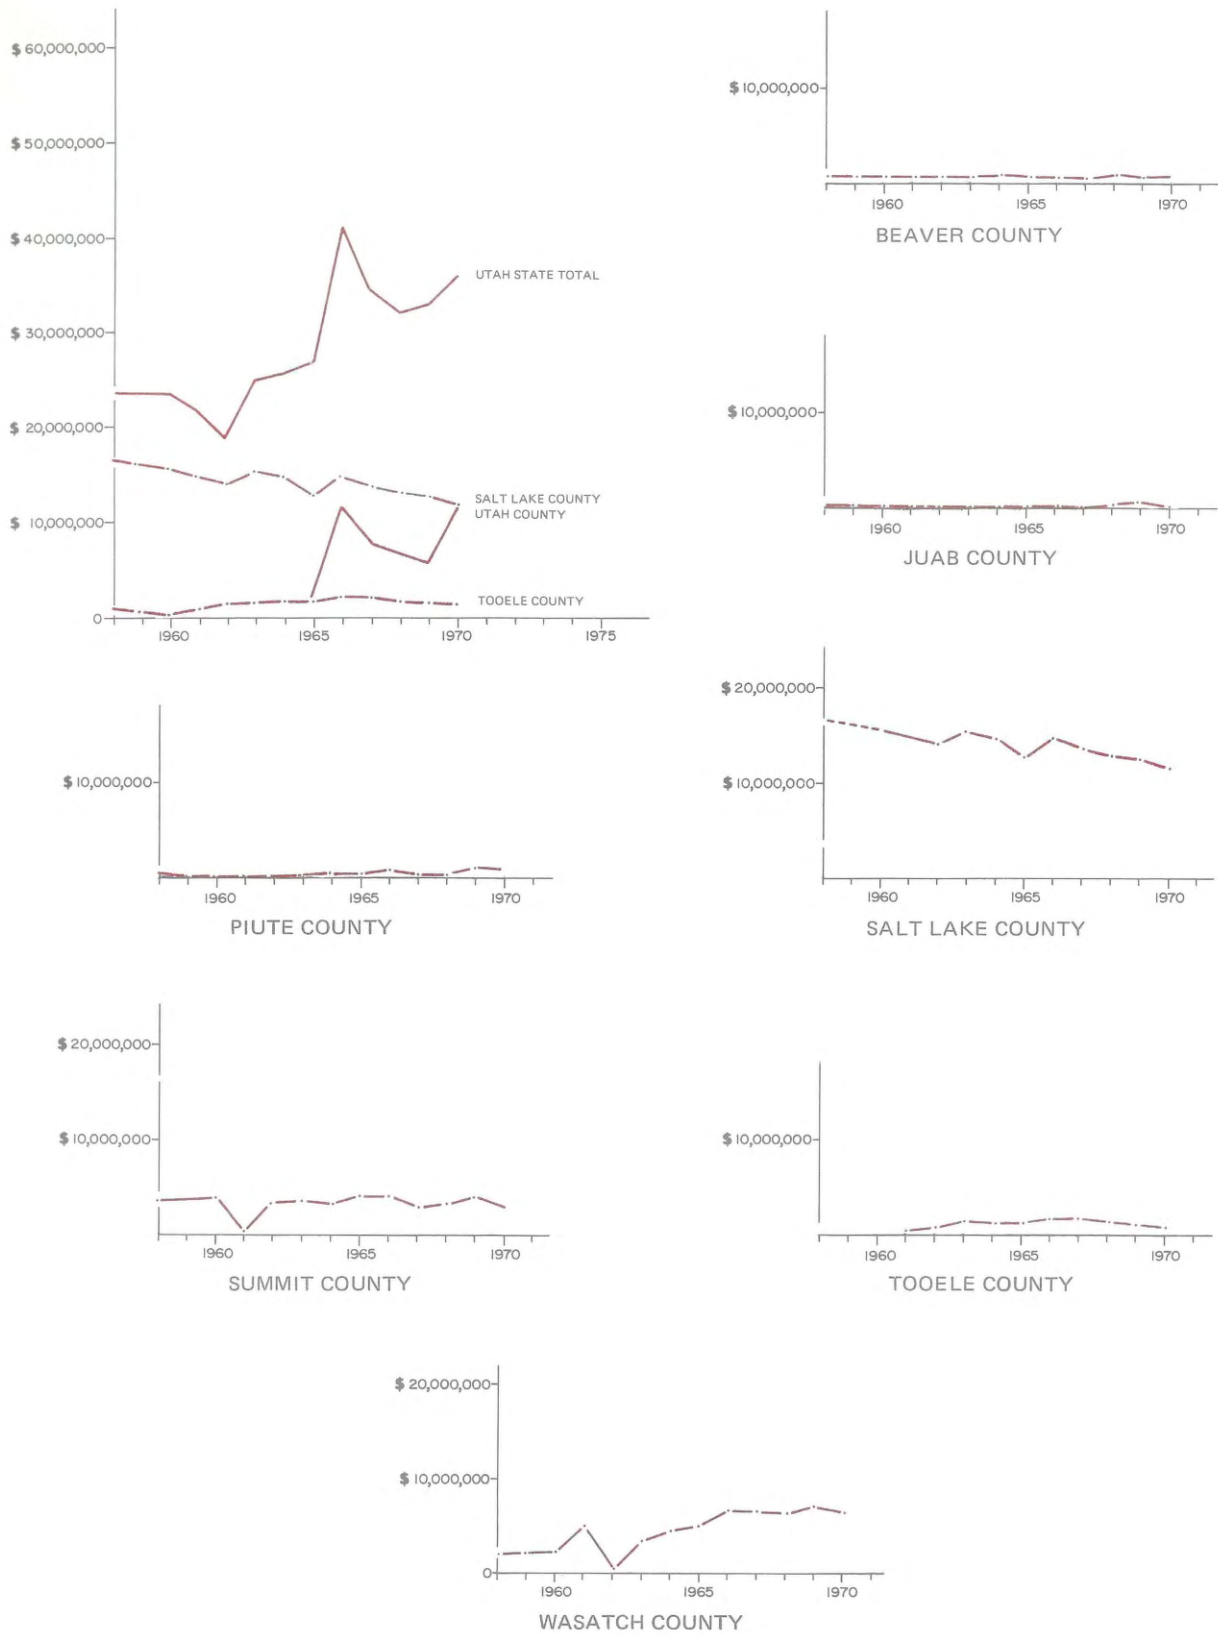 $ 60,000,000
$ 50,000,000
$ 40,000,000
$ 30,000,000
$ 20,000,000
$ 10,000,000
0
UTAH STATE TOTAL
SALT LAKE COUNTY
UTAH COUNTY
TOOELE COUNTY
1960 1965 1970 1975
$ 10,000,000
1960 1965 1970
BEAVER COUNTY
$ 10,000,000
1960 1965 1970
JUAB COUNTY
$ 10,000,000
1960 1965 1970
PIUTE COUNTY
$ 20,000,000
$ 10,000,000
1960 1965 1970
SALT LAKE COUNTY
$ 20,000,000
$ 10,000,000
1960 1965 1970
SUMMIT COUNTY
$ 10,000,000
1960 1965 1970
TOOELE COUNTY
$ 20,000,000
$ 10,000,000
0
1960 1965 1970
WASATCH COUNTY